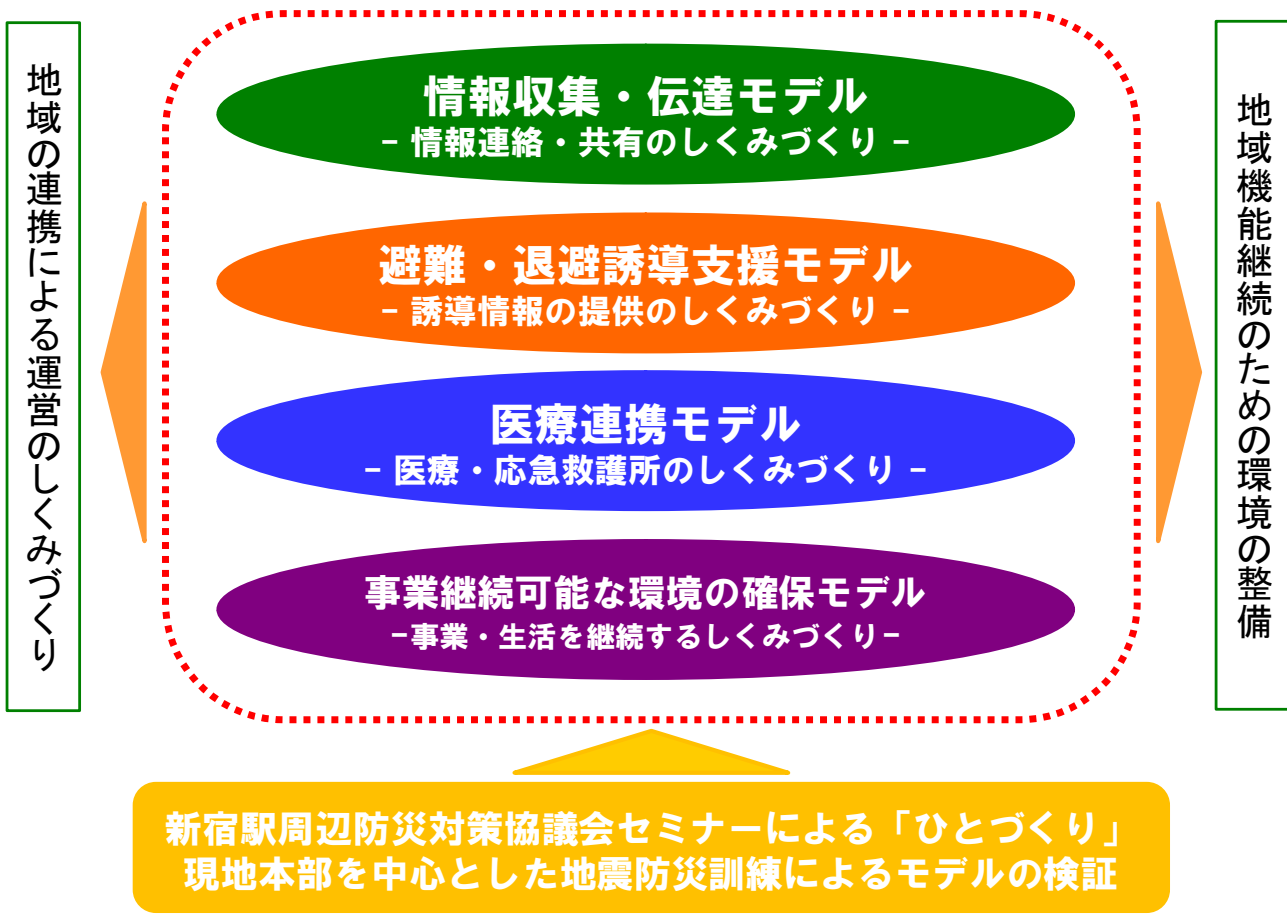 地域の連携による運営のしくみづくり
情報収集・伝達モデル
- 情報連絡・共有のしくみづくり -
避難・退避誘導支援モデル
- 誘導情報の提供のしくみづくり -
医療連携モデル
- 医療・応急救護所のしくみづくり -
事業継続可能な環境の確保モデル
-事業・生活を継続するしくみづくり-
地域機能継続のための環境の整備
新宿駅周辺防災対策協議会セミナーによる「ひとづくり」
現地本部を中心とした地震防災訓練によるモデルの検証